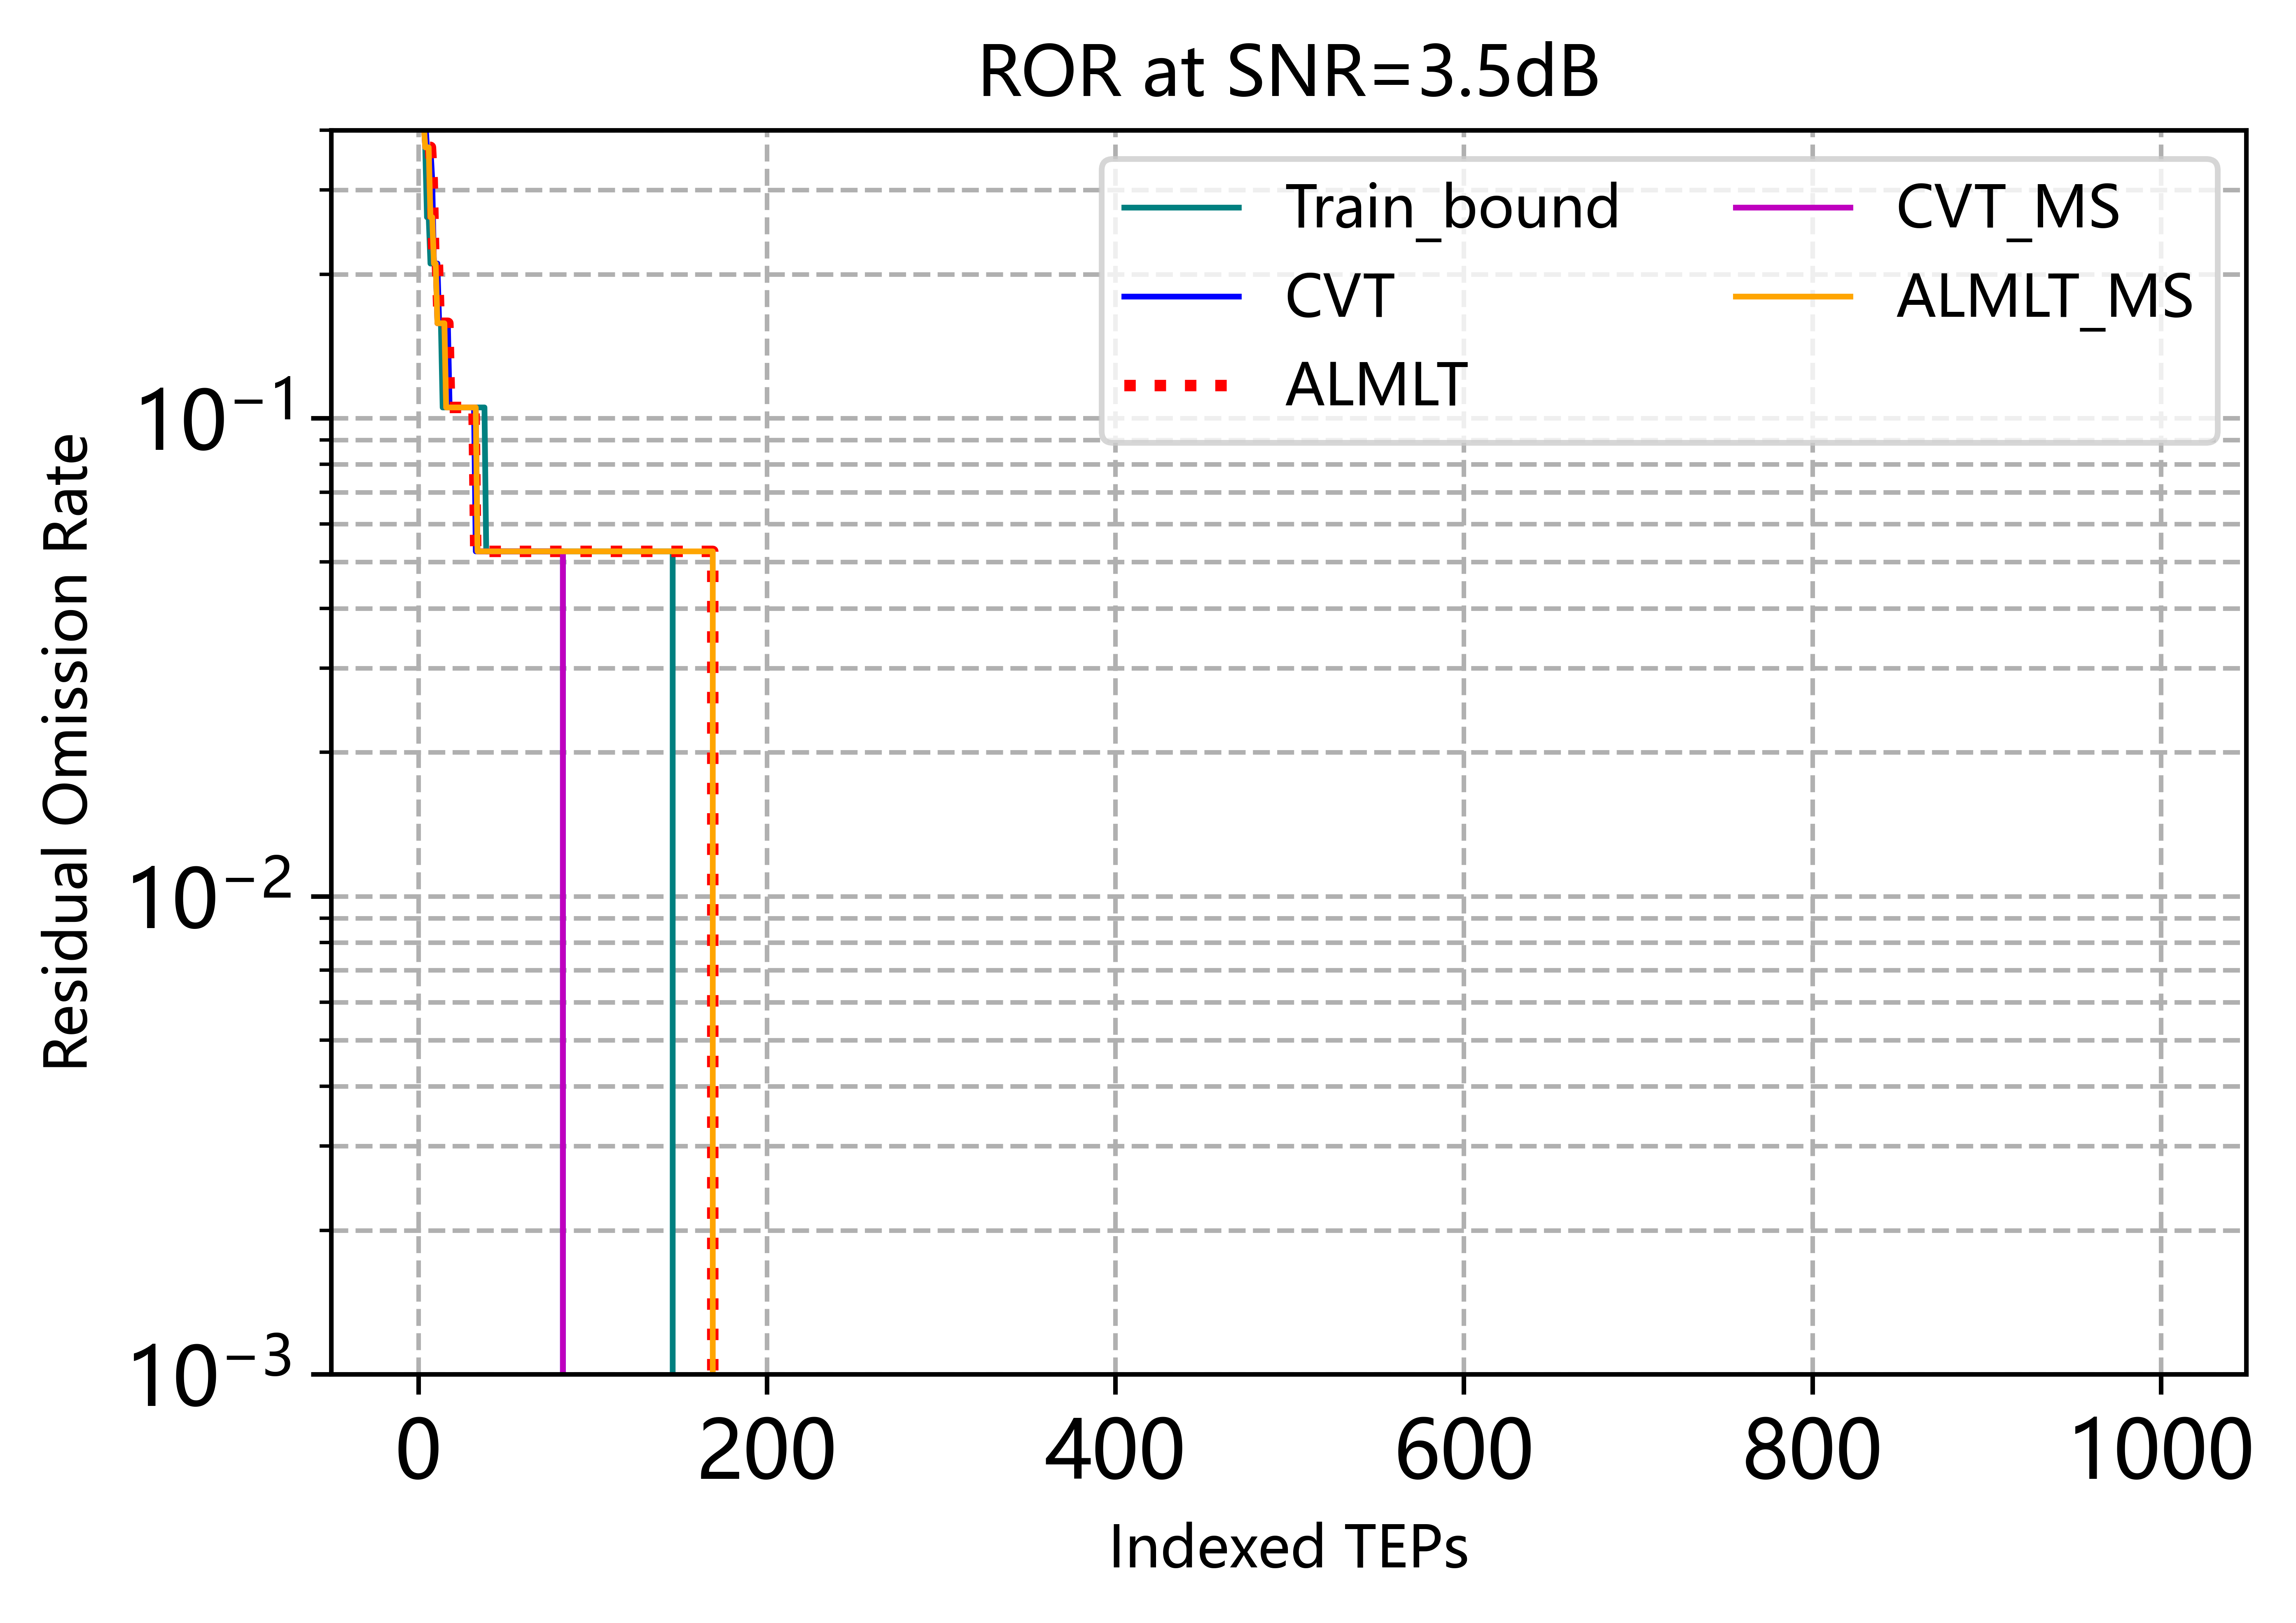 ROR at SNR=3.5dB
Train_bound
CVT
ALMLT
CVT_MS
ALMLT_MS
Residual Omission Rate
10⁻¹
10⁻²
10⁻³
0 200 400 600 800 1000
Indexed TEPs